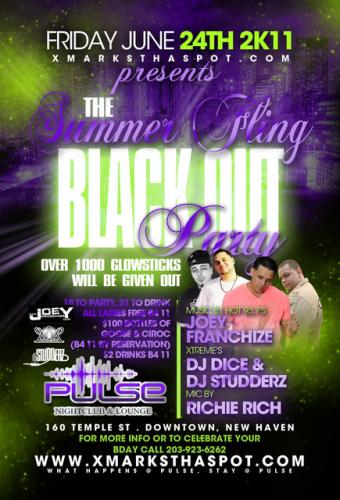 FRIDAY JUNE 24TH 2K11
XMARKSTHASPOT.COM
presents
THE
Summer Fling
BLACK OUT
Party
OVER 1000 GLOWSTICKS
WILL BE GIVEN OUT
18 TO PARTY, 21 TO DRINK
ALL LADIES FREE B4 11
$100 BOTTLES OF
GOOSE & CIROC
(B4 11 BY RESERVATION)
$2 DRINKS B4 11
JOEY
STUDDERZ
PULSE
NIGHTCLUB & LOUNGE
MUSIC BY HOT 93.7'S
JOEY
FRANCHIZE
XTREME'S
DJ DICE &
DJ STUDDERZ
MIC BY
RICHIE RICH
160 TEMPLE ST . DOWNTOWN, NEW HAVEN
FOR MORE INFO OR TO CELEBRATE YOUR
BDAY CALL 203-923-6262
WWW.XMARKSTHASPOT.COM
WHAT HAPPENS @ PULSE, STAY @ PULSE